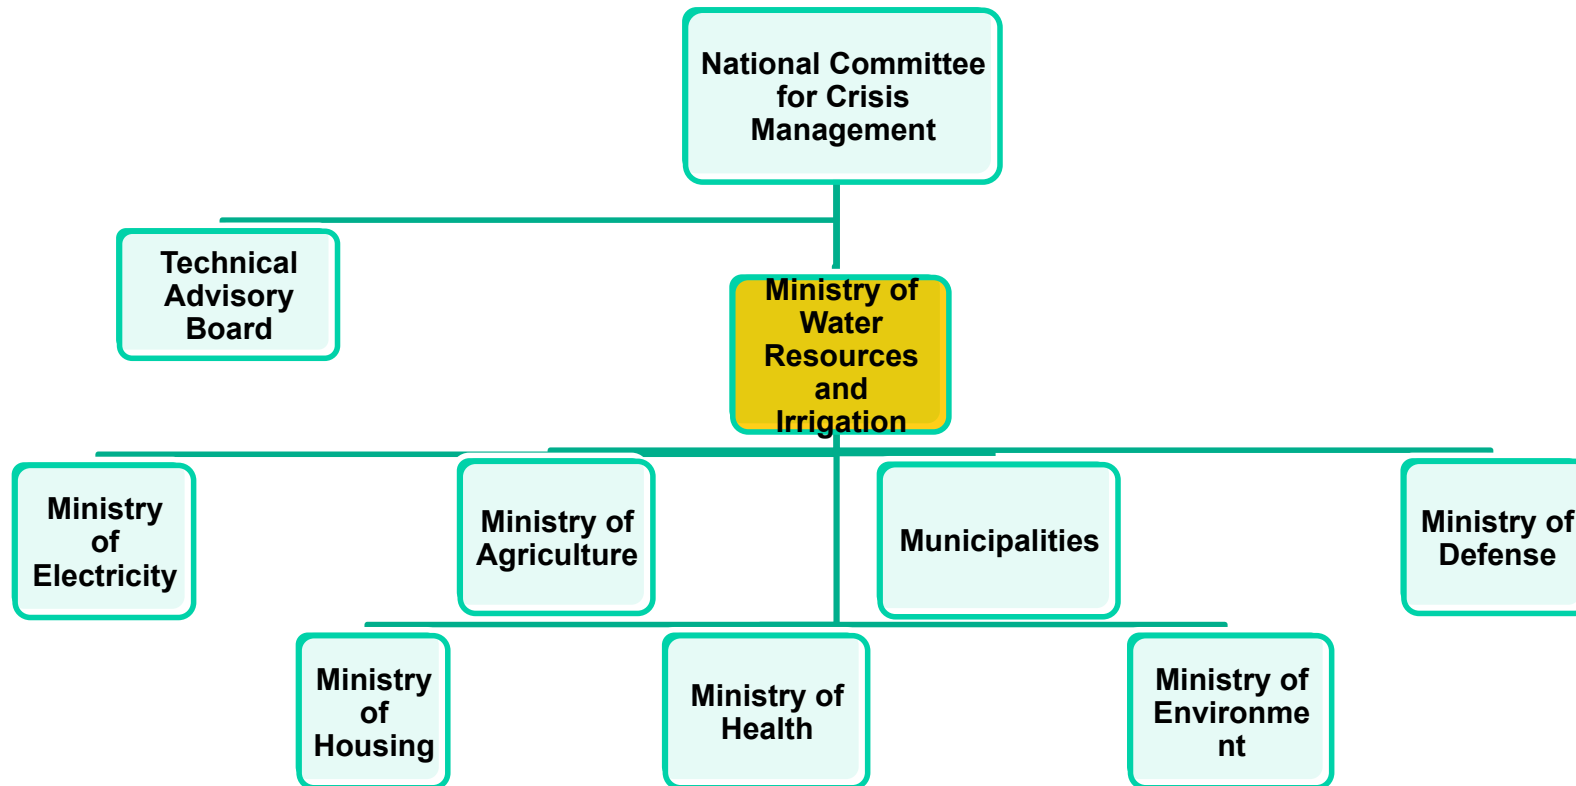 National Committee
for Crisis
Management
Technical
Advisory
Board
Ministry of
Water
Resources
and
Irrigation
Ministry
of
Electricity
Ministry of
Agriculture
Municipalities
Ministry of
Defense
Ministry
of
Housing
Ministry of
Health
Ministry of
Environme
nt